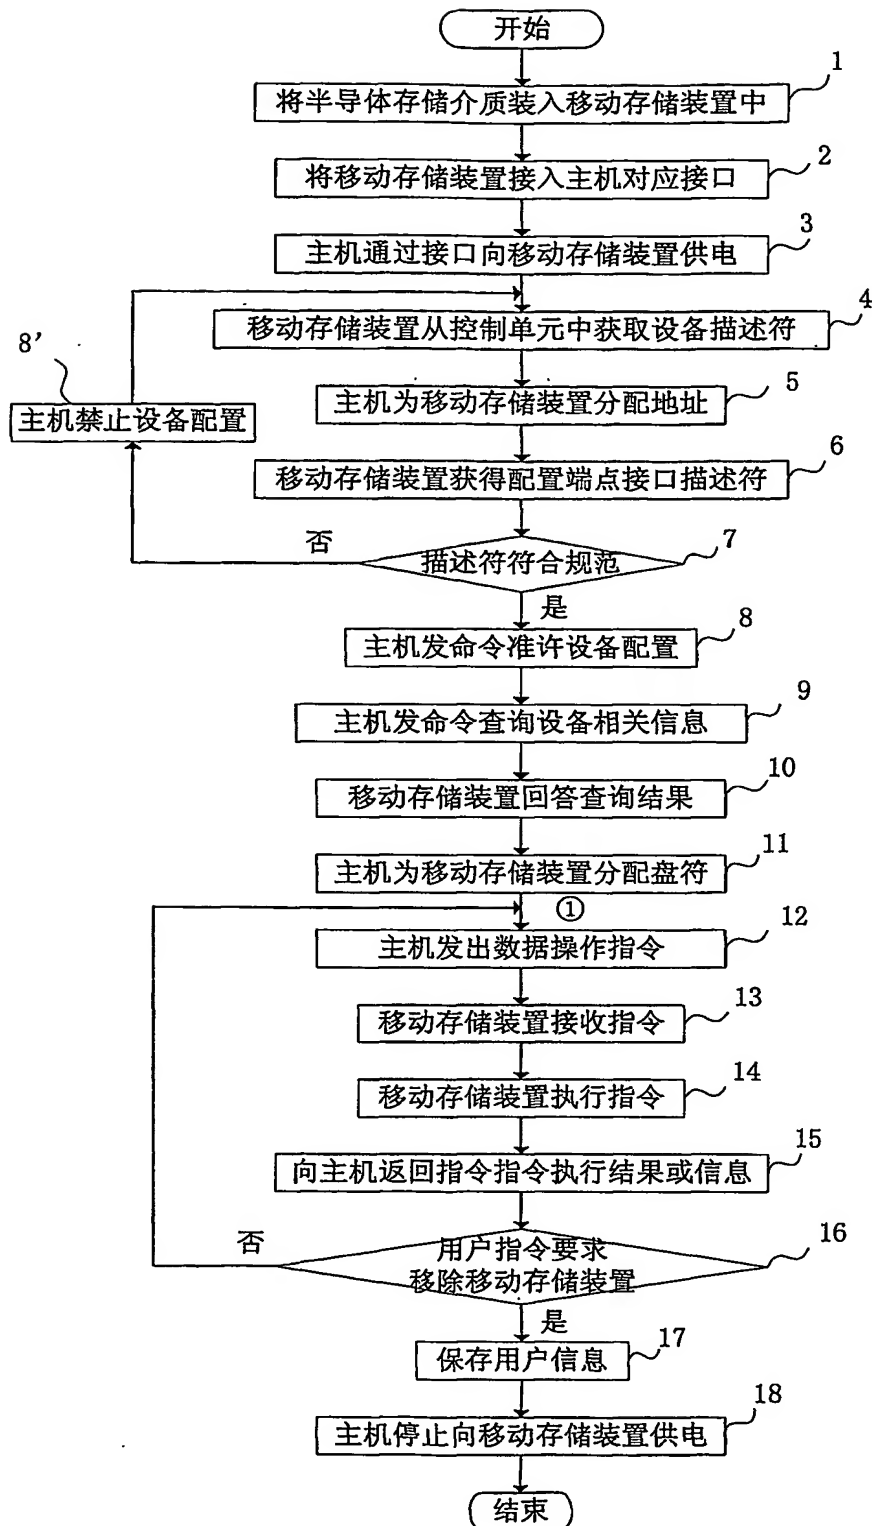 开始
1
将半导体存储介质装入移动存储装置中
2
将移动存储装置接入主机对应接口
3
主机通过接口向移动存储装置供电
4
移动存储装置从控制单元中获取设备描述符
8'
5
主机禁止设备配置
主机为移动存储装置分配地址
6
移动存储装置获得配置端点接口描述符
否
7
描述符符合规范
是
8
主机发命令准许设备配置
9
主机发命令查询设备相关信息
10
移动存储装置回答查询结果
11
主机为移动存储装置分配盘符
①
12
主机发出数据操作指令
13
移动存储装置接收指令
14
移动存储装置执行指令
15
向主机返回指令指令执行结果或信息
否
16
用户指令要求
移除移动存储装置
是
17
保存用户信息
18
主机停止向移动存储装置供电
结束